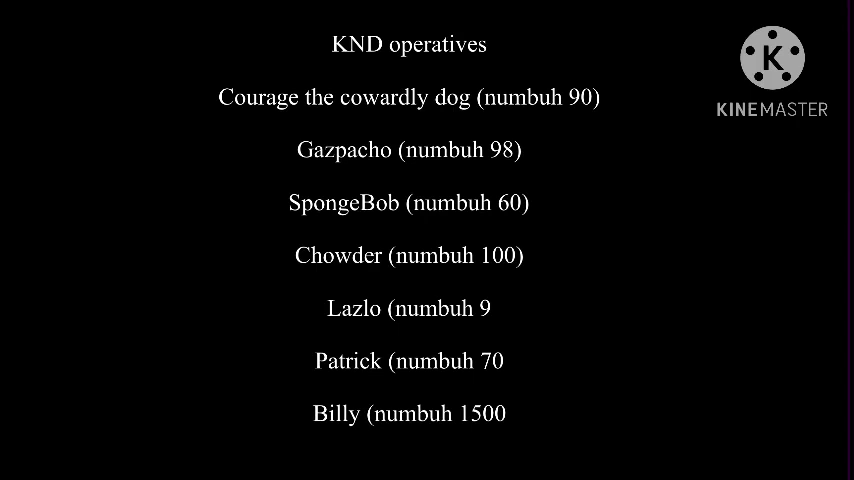 KND operatives
Courage the cowardly dog (numbuh 90)
Gazpacho (numbuh 98)
SpongeBob (numbuh 60)
Chowder (numbuh 100)
Lazlo (numbuh 9
Patrick (numbuh 70
Billy (numbuh 1500
K
KINEMASTER